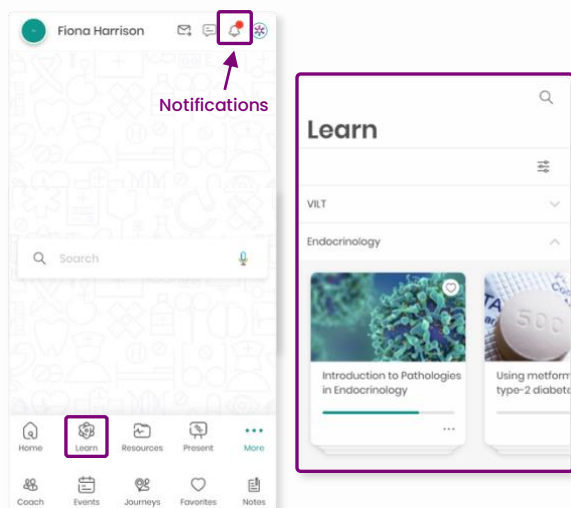 Fiona Harrison
Notifications
Search
Home Learn Resources Present More
Coach Events Journeys Favorites Notes
Learn
VILT
Endocrinology
Introduction to Pathologies
in Endocrinology
500
Using metform
type-2 diabete